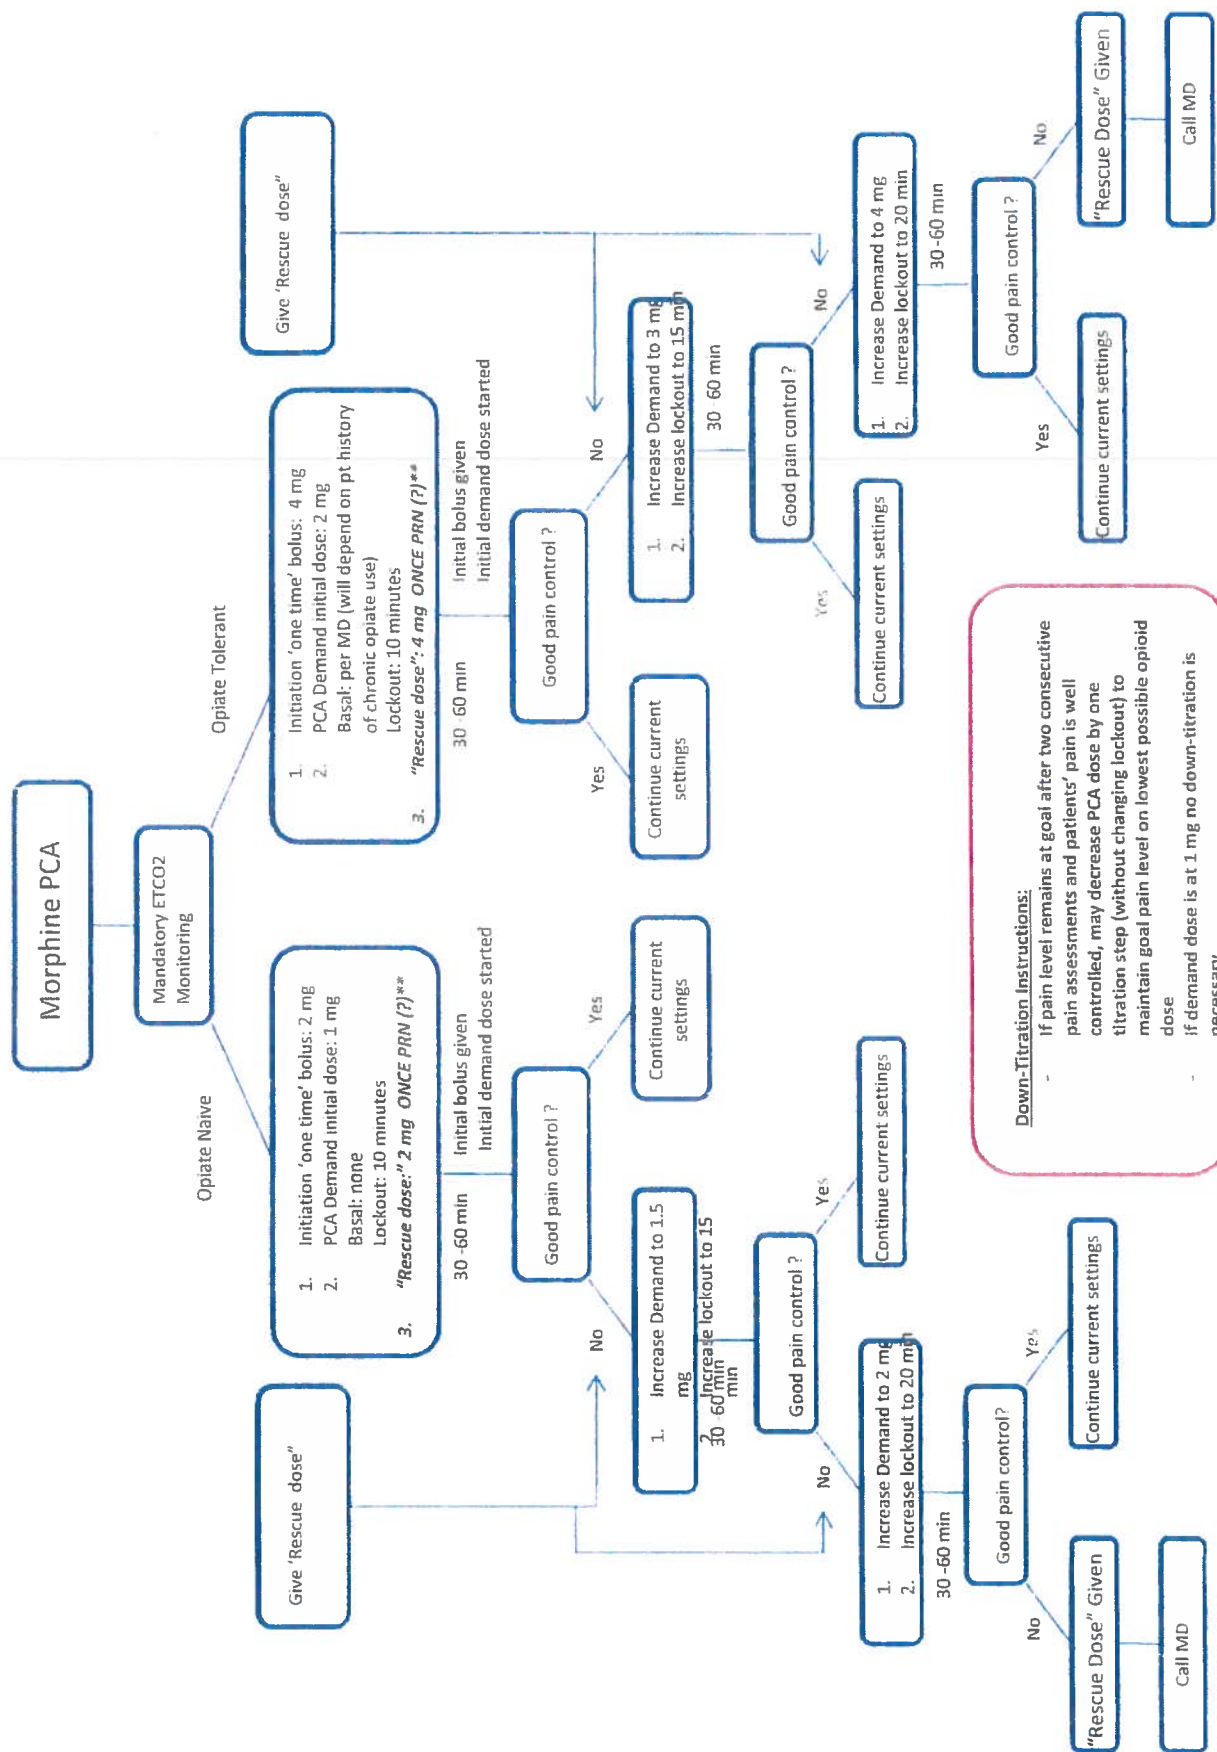 Morphine PCA
Mandatory ETCO2
Monitoring
Opiate Naive
Opiate Tolerant
Give 'Rescue dose"
1. Initiation 'one time' bolus: 2 mg
2. PCA Demand initial dose: 1 mg
Basal: none
Lockout: 10 minutes
3. "Rescue dose:" 2 mg ONCE PRN (?)**
1. Initiation 'one time' bolus: 4 mg
2. PCA Demand initial dose: 2 mg
Basal: per MD (will depend on pt history
of chronic opiate use)
Lockout: 10 minutes
3. "Rescue dose": 4 mg ONCE PRN (?)**
Give 'Rescue dose"
30 -60 min
Initial bolus given
Initial demand dose started
30 -60 min
Initial bolus given
Initial demand dose started
Good pain control ?
Good pain control ?
No
Yes
Yes
No
1. Increase Demand to 1.5
mg
2. Increase lockout to 15
min
30 -60 min
Continue current
settings
Continue current
settings
1. Increase Demand to 3 mg
2. Increase lockout to 15 min
30 -60 min
Good pain control ?
Good pain control ?
No
Yes
Yes
No
1. Increase Demand to 2 mg
2. Increase lockout to 20 min
Continue current settings
Continue current settings
1. Increase Demand to 4 mg
2. Increase lockout to 20 min
30 -60 min
30 -60 min
Good pain control?
Good pain control ?
No
Yes
Yes
No
"Rescue Dose" Given
Continue current settings
Continue current settings
"Rescue Dose" Given
Call MD
Call MD
Down-Titration Instructions:
- If pain level remains at goal after two consecutive
pain assessments and patients' pain is well
controlled, may decrease PCA dose by one
titration step (without changing lockout) to
maintain goal pain level on lowest possible opioid
dose
- If demand dose is at 1 mg no down-titration is
necessary